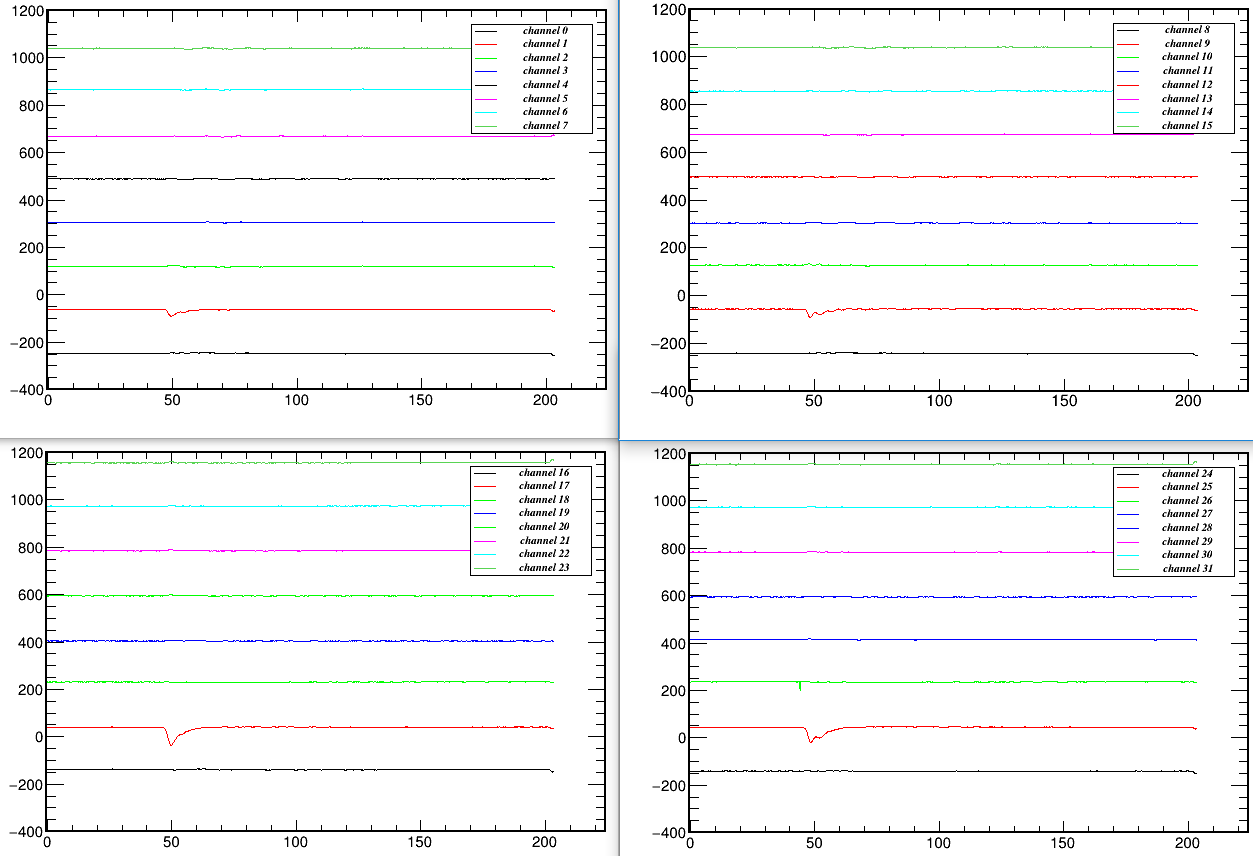 1200
1000
800
600
400
200
0
−200
−400
0 50 100 150 200
channel 0
channel 1
channel 2
channel 3
channel 4
channel 5
channel 6
channel 7
1200
1000
800
600
400
200
0
−200
−400
0 50 100 150 200
channel 8
channel 9
channel 10
channel 11
channel 12
channel 13
channel 14
channel 15
1200
1000
800
600
400
200
0
−200
−400
0 50 100 150 200
channel 16
channel 17
channel 18
channel 19
channel 20
channel 21
channel 22
channel 23
1200
1000
800
600
400
200
0
−200
−400
0 50 100 150 200
channel 24
channel 25
channel 26
channel 27
channel 28
channel 29
channel 30
channel 31